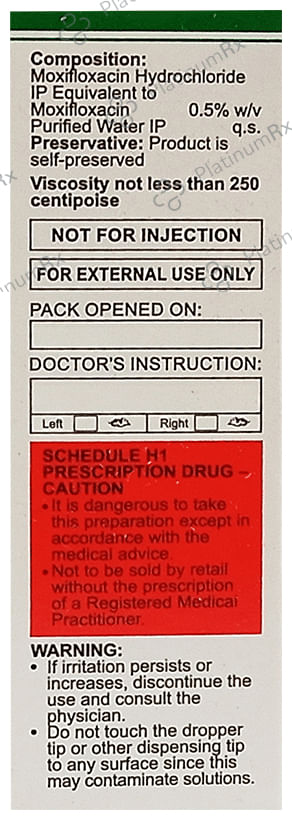 Composition:
Moxifloxacin Hydrochloride
IP Equivalent to
Moxifloxacin 0.5% w/v
Purified Water IP q.s.
Preservative: Product is
self-preserved
Viscosity not less than 250
centipoise
NOT FOR INJECTION
FOR EXTERNAL USE ONLY
PACK OPENED ON:
DOCTOR'S INSTRUCTION:
Left Right
SCHEDULE H1
PRESCRIPTION DRUG –
CAUTION
• It is dangerous to take
this preparation except in
accordance with the
medical advice.
• Not to be sold by retail
without the prescription
of a Registered Medical
Practitioner.
WARNING:
• If irritation persists or
increases, discontinue the
use and consult the
physician.
• Do not touch the dropper
tip or other dispensing tip
to any surface since this
may contaminate solutions.
PlatinumRx